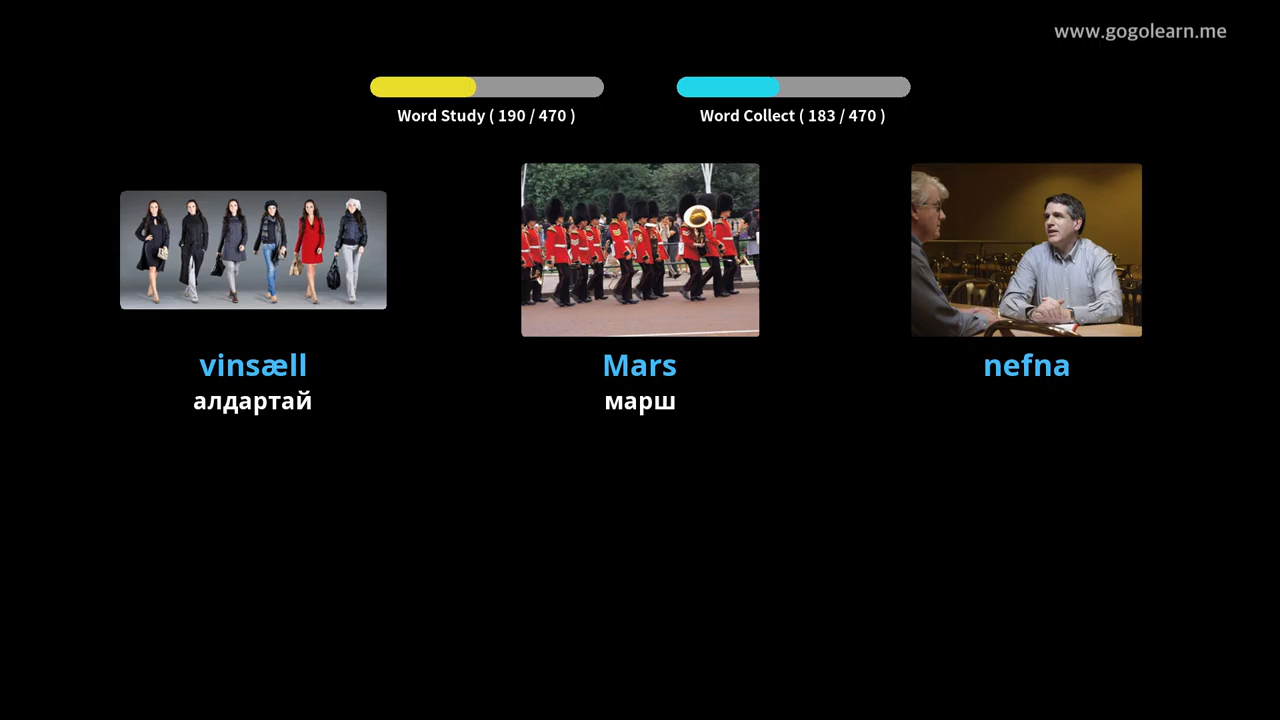 www.gogolearn.me
Word Study ( 190 / 470 )
Word Collect ( 183 / 470 )
vinsæll
Mars
nefna
алдартай
марш